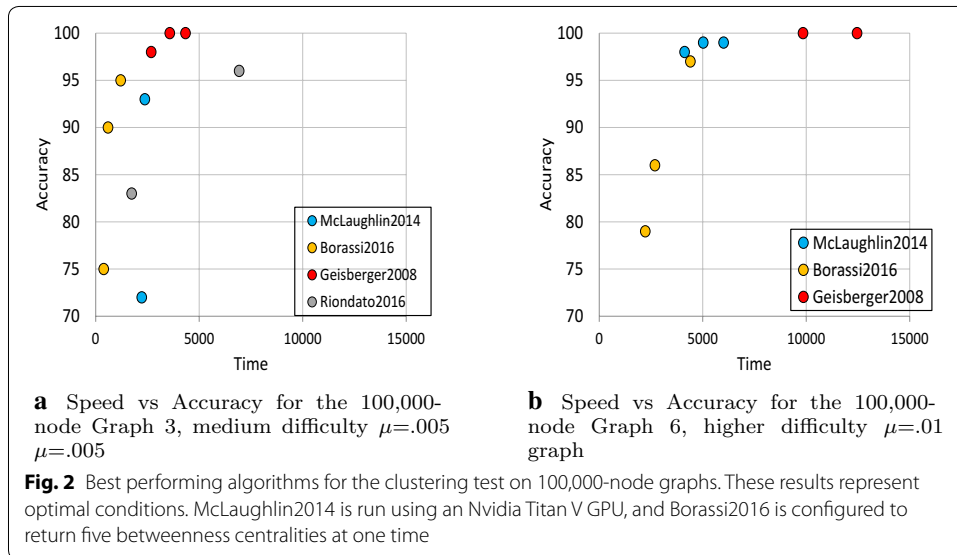 100
95
90
85
80
75
70
Accuracy
0 5000 10000 15000
Time
McLaughlin2014
Borassi2016
Geisberger2008
Riondato2016
100
95
90
85
80
75
70
Accuracy
0 5000 10000 15000
Time
McLaughlin2014
Borassi2016
Geisberger2008
a Speed vs Accuracy for the 100,000-
node Graph 3, medium difficulty μ=.005
μ=.005
b Speed vs Accuracy for the 100,000-
node Graph 6, higher difficulty μ=.01
graph
Fig. 2 Best performing algorithms for the clustering test on 100,000-node graphs. These results represent
optimal conditions. McLaughlin2014 is run using an Nvidia Titan V GPU, and Borassi2016 is configured to
return five betweenness centralities at one time